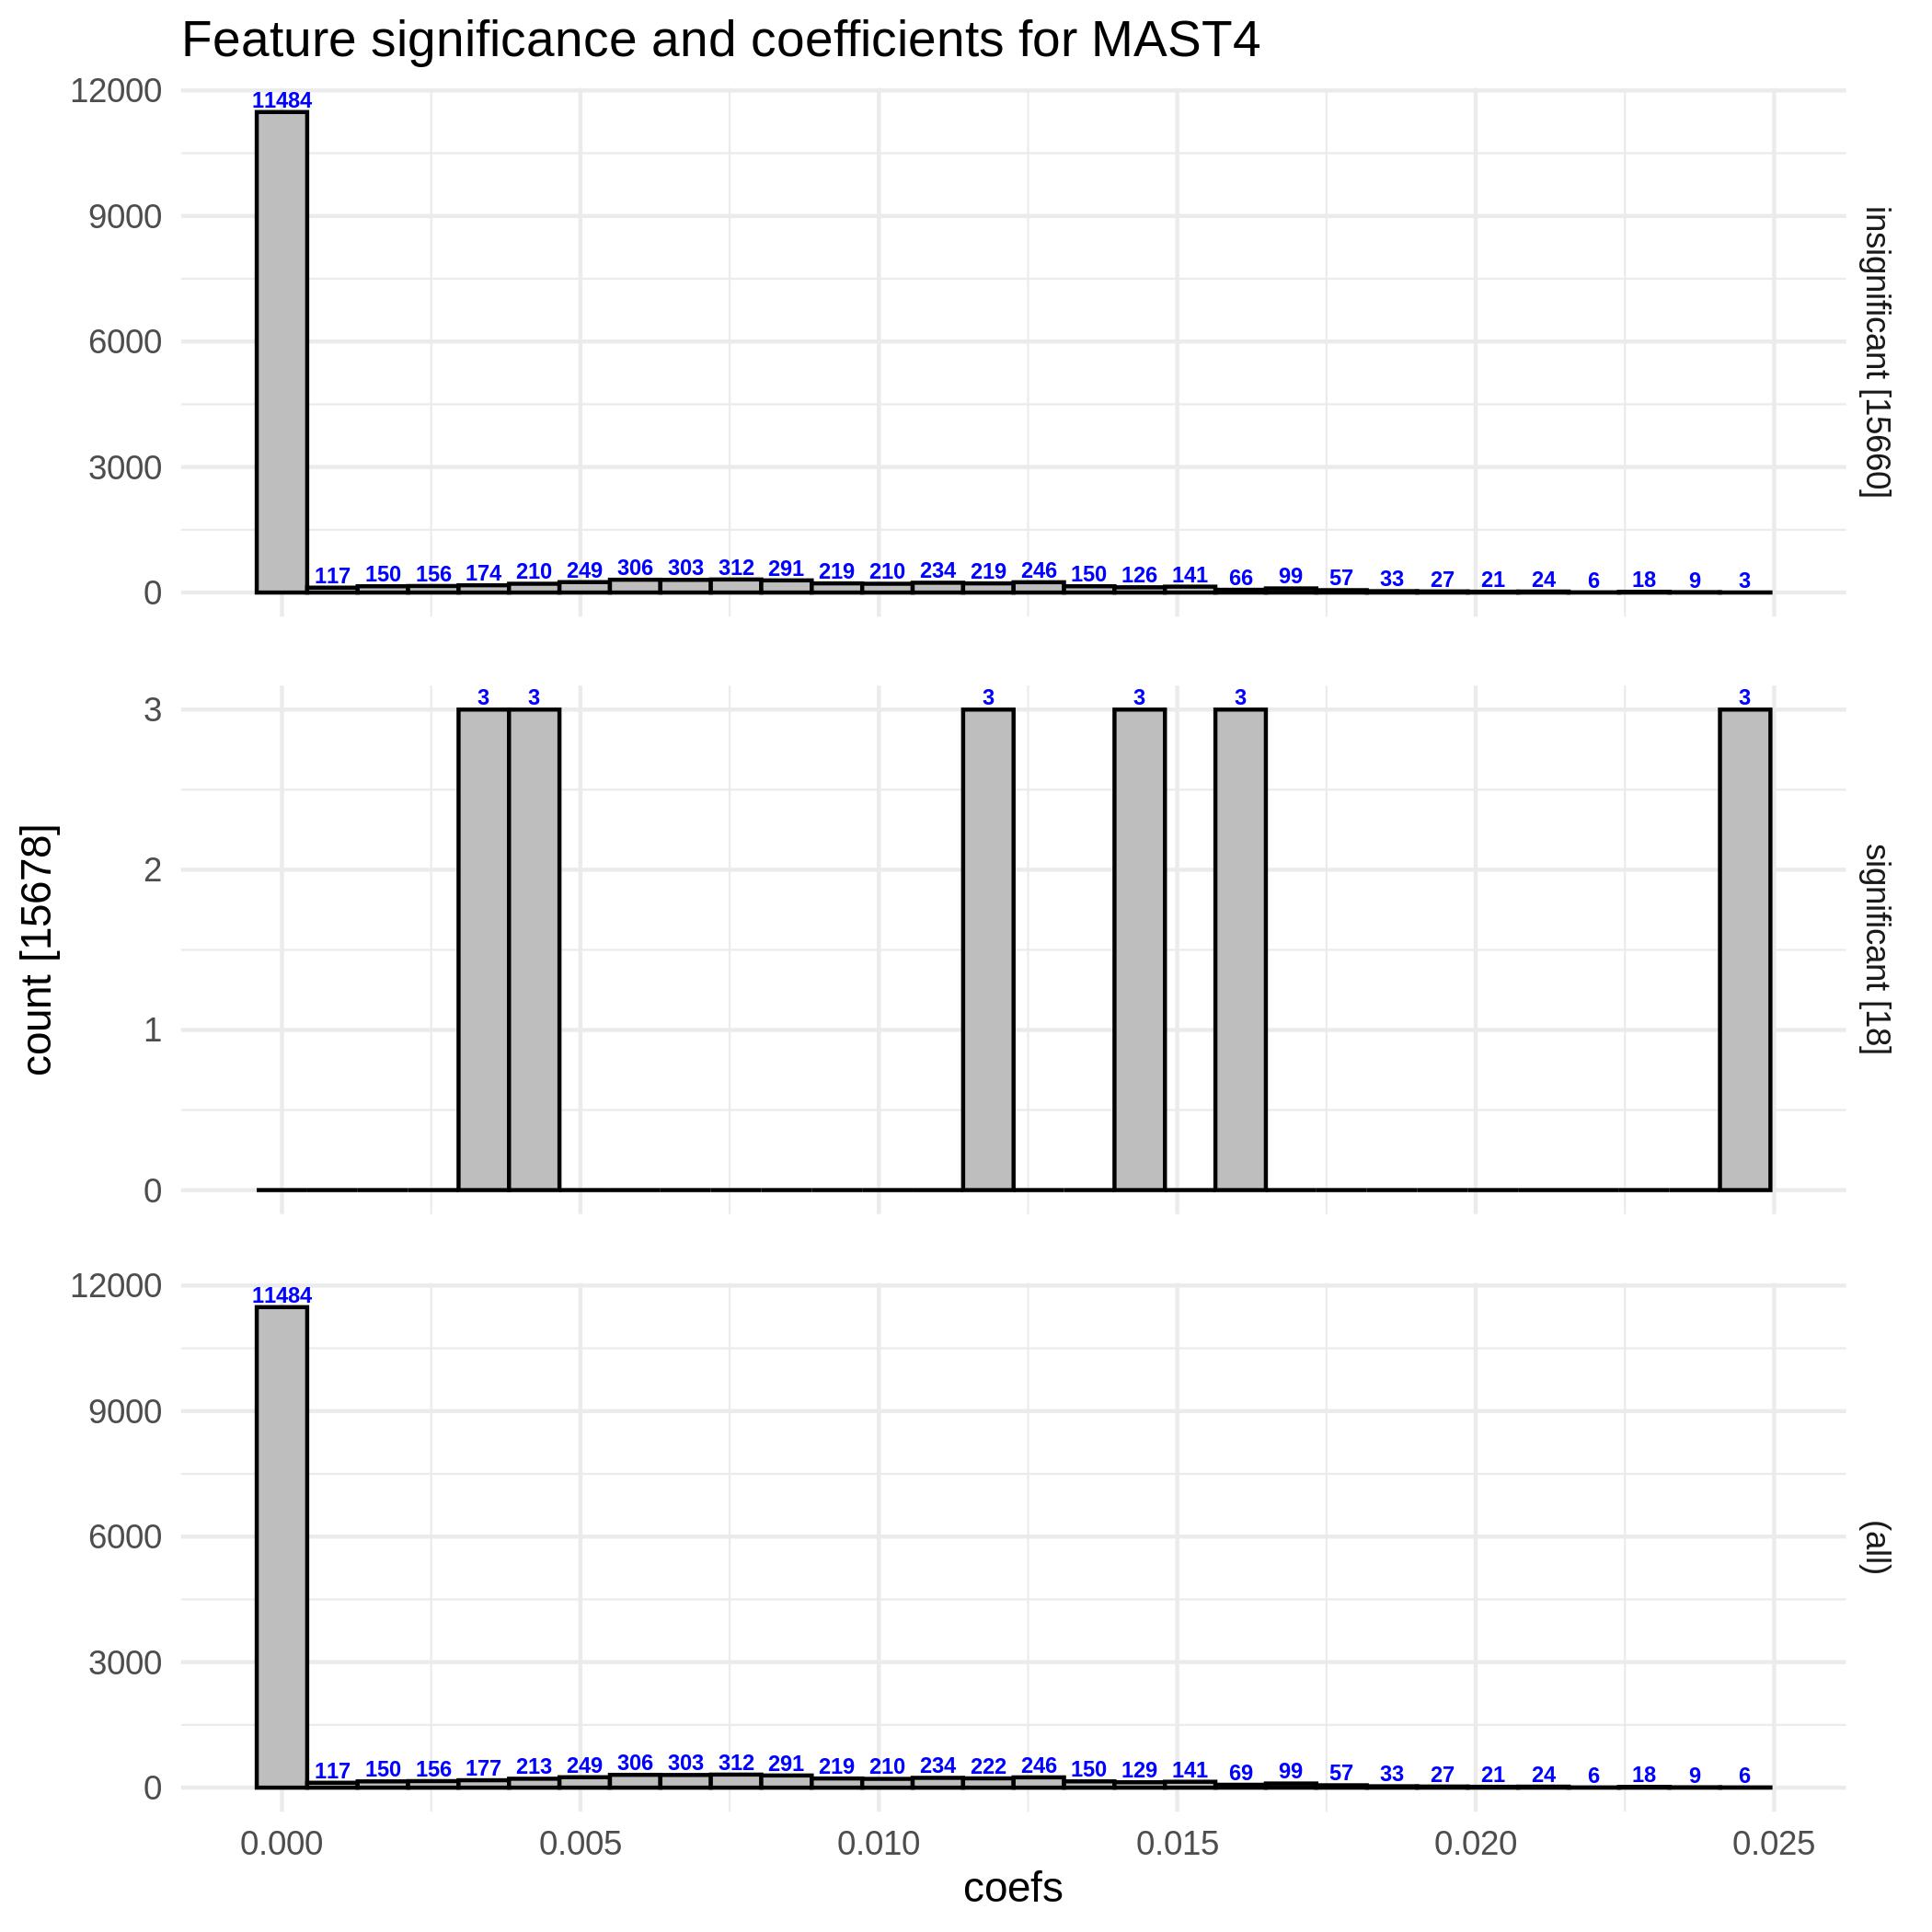 Feature significance and coefficients for MAST4
12000
9000
6000
3000
0
11484 117 150 156 174 210 249 306 303 312 291 219 210 234 219 246 150 126 141 66 99 57 33 27 21 24 6 18 9 3
insignificant [15660]
count [15678]
3
2
1
0
3 3 3 3 3 3
significant [18]
12000
9000
6000
3000
0
11484 117 150 156 177 213 249 306 303 312 291 219 210 234 222 246 150 129 141 69 99 57 33 27 21 24 6 18 9 6
(all)
0.000 0.005 0.010 0.015 0.020 0.025
coefs